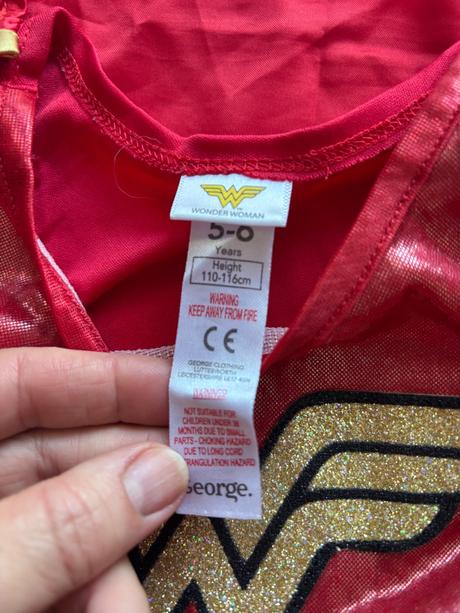 WONDER WOMAN
5-6
Years
Height
110-116cm
WARNING
KEEP AWAY FROM FIRE
CE
GEORGE CLOTHING
LUTTERWORTH
LEICESTERSHIRE LE17 4XN
WARNING!
NOT SUITABLE FOR
CHILDREN UNDER 36
MONTHS DUE TO SMALL
PARTS - CHOKING HAZARD
DUE TO LONG CORD
TRANGULATION HAZARD
George.